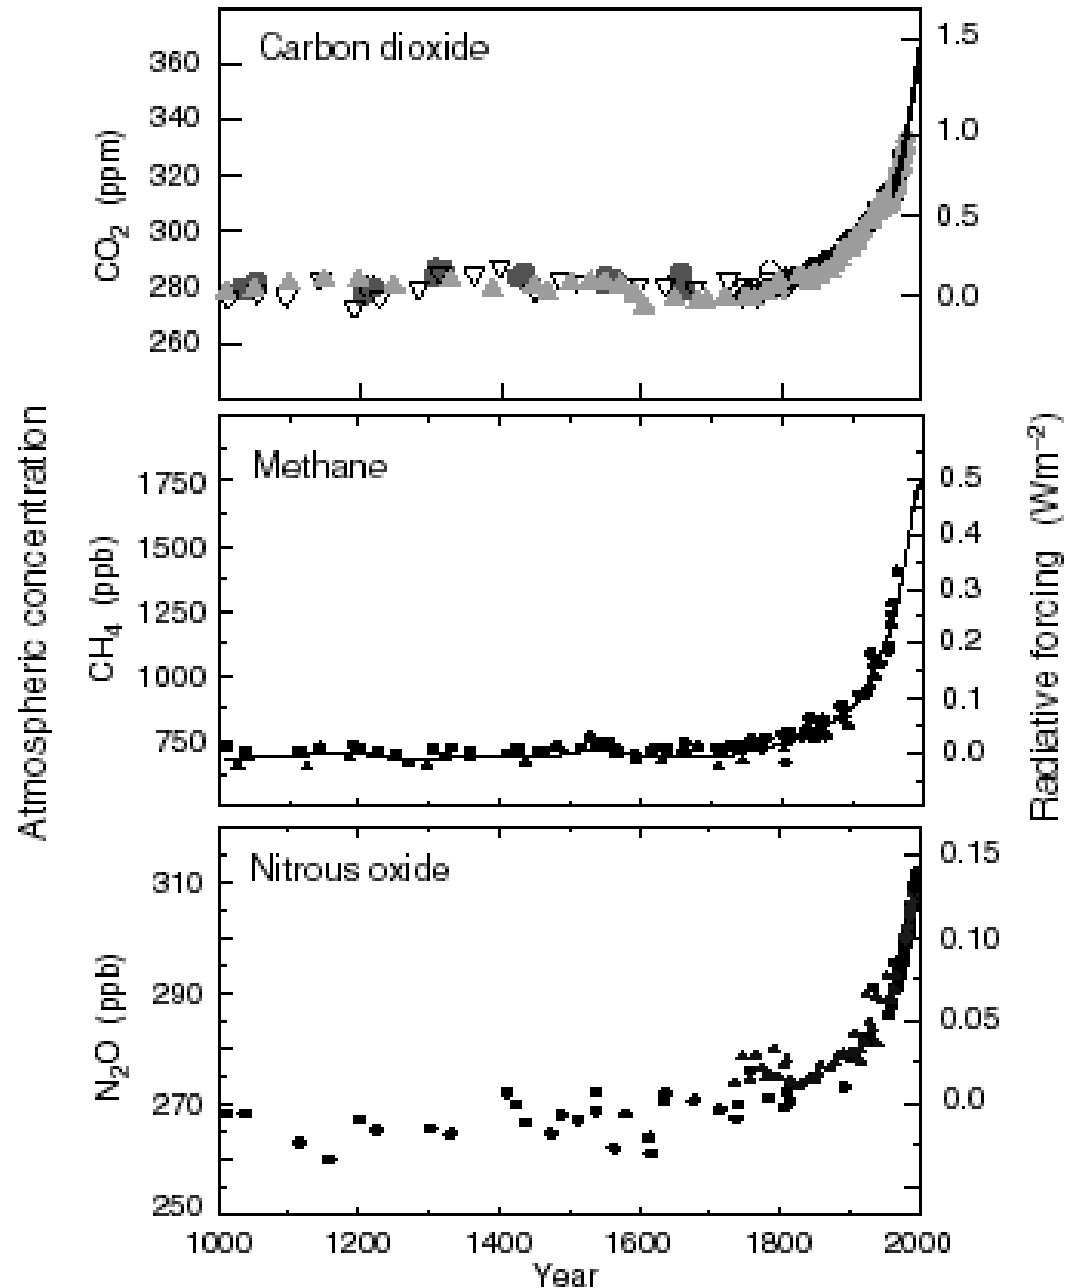 Atmospheric concentration
Radiative forcing (Wm⁻²)
Carbon dioxide
CO₂ (ppm)
360
340
320
300
280
260
1.5
1.0
0.5
0.0
Methane
CH₄ (ppb)
1750
1500
1250
1000
750
0.5
0.4
0.3
0.2
0.1
0.0
Nitrous oxide
N₂O (ppb)
310
290
270
250
0.15
0.10
0.05
0.0
1000 1200 1400 1600 1800 2000
Year